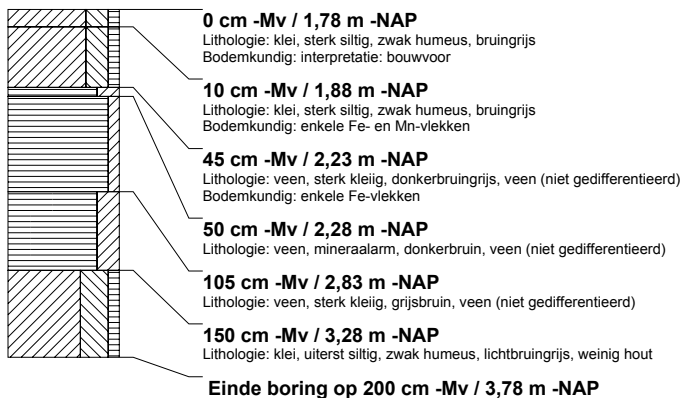 0 cm -Mv / 1,78 m -NAP
Lithologie: klei, sterk siltig, zwak humeus, bruingrijs
Bodemkundig: interpretatie: bouwvoor
10 cm -Mv / 1,88 m -NAP
Lithologie: klei, sterk siltig, zwak humeus, bruingrijs
Bodemkundig: enkele Fe- en Mn-vlekken
45 cm -Mv / 2,23 m -NAP
Lithologie: veen, sterk kleiig, donkerbruingrijs, veen (niet gedifferentieerd)
Bodemkundig: enkele Fe-vlekken
50 cm -Mv / 2,28 m -NAP
Lithologie: veen, mineraalarm, donkerbruin, veen (niet gedifferentieerd)
105 cm -Mv / 2,83 m -NAP
Lithologie: veen, sterk kleiig, grijsbruin, veen (niet gedifferentieerd)
150 cm -Mv / 3,28 m -NAP
Lithologie: klei, uiterst siltig, zwak humeus, lichtbruingrijs, weinig hout
Einde boring op 200 cm -Mv / 3,78 m -NAP